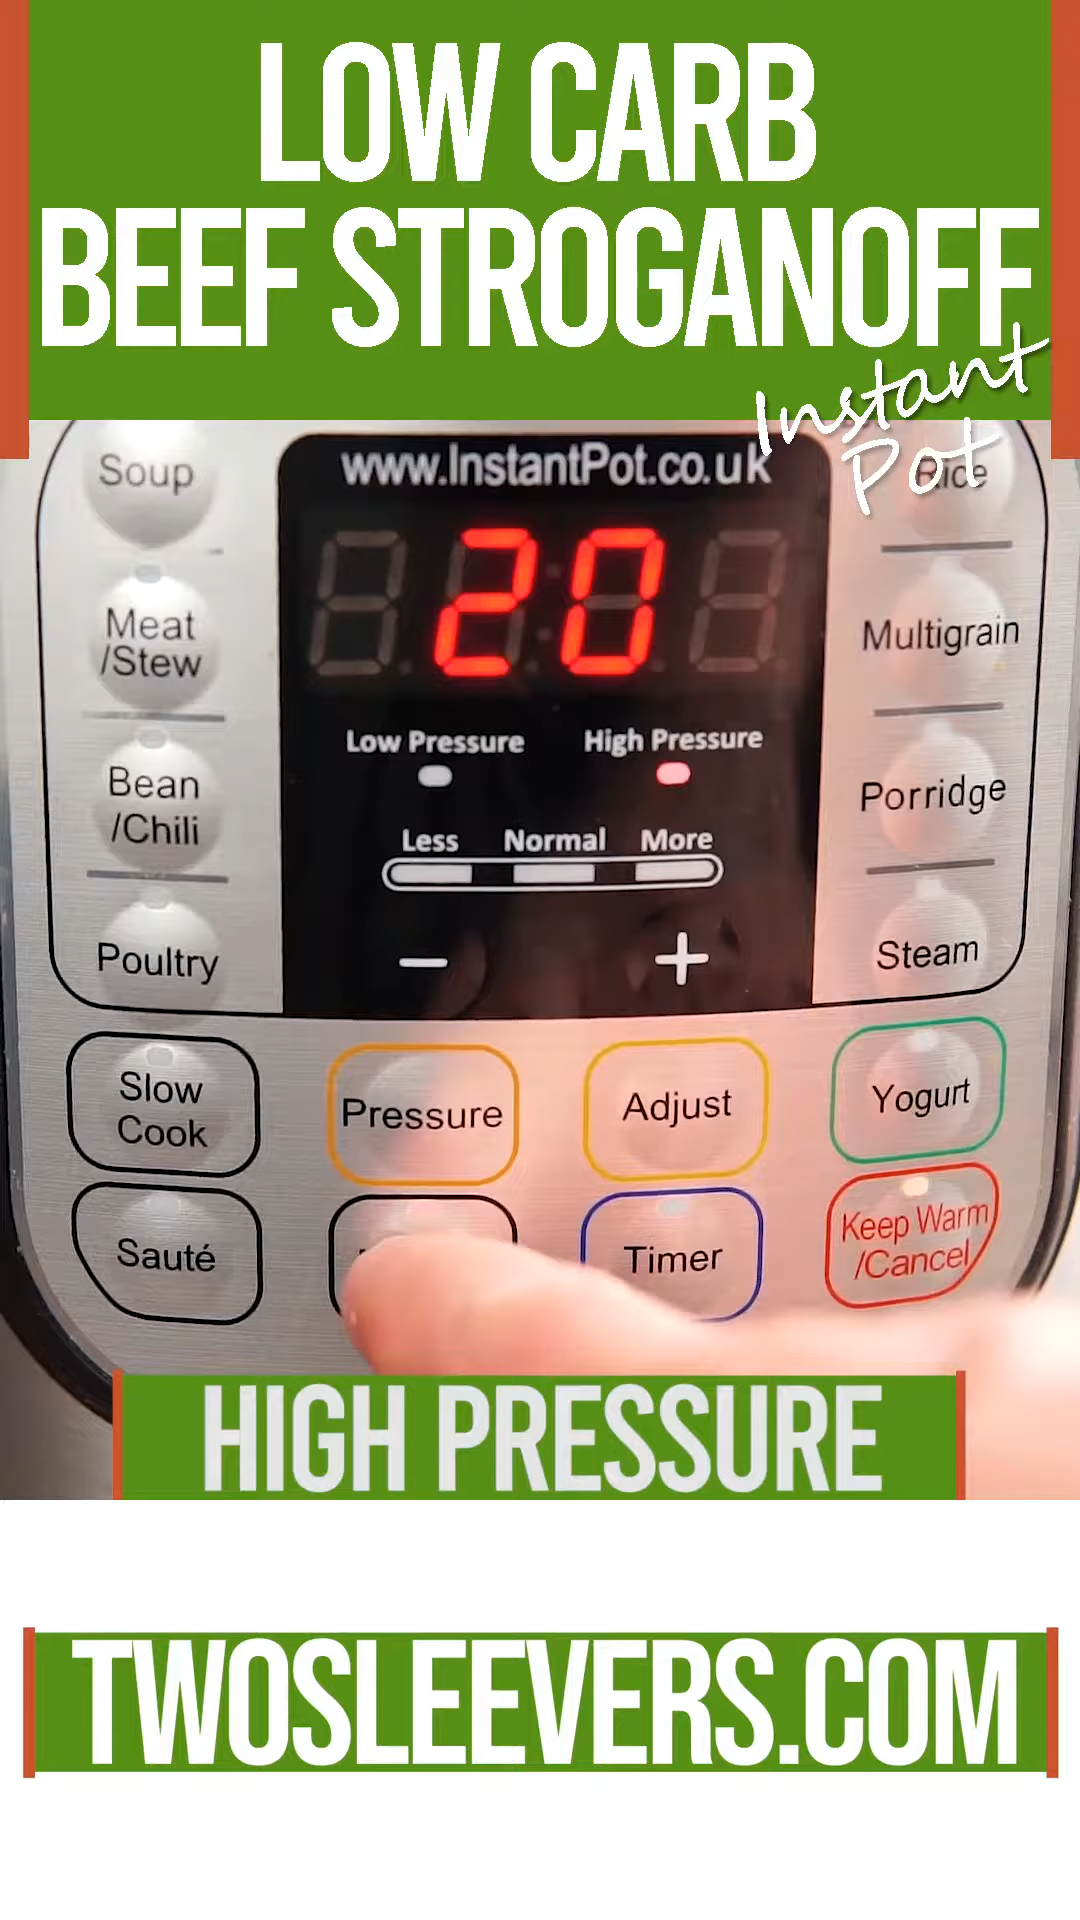 LOW CARB
BEEF STROGANOFF
Instant
Pot
www.InstantPot.co.uk
Soup
Rice
20
Meat
/Stew
Multigrain
Low Pressure
High Pressure
Bean
/Chili
Porridge
Less Normal More
Poultry
− +
Steam
Slow
Cook
Pressure
Adjust
Yogurt
Sauté
Timer
Keep Warm
/Cancel
HIGH PRESSURE
TWOSLEEVERS.COM